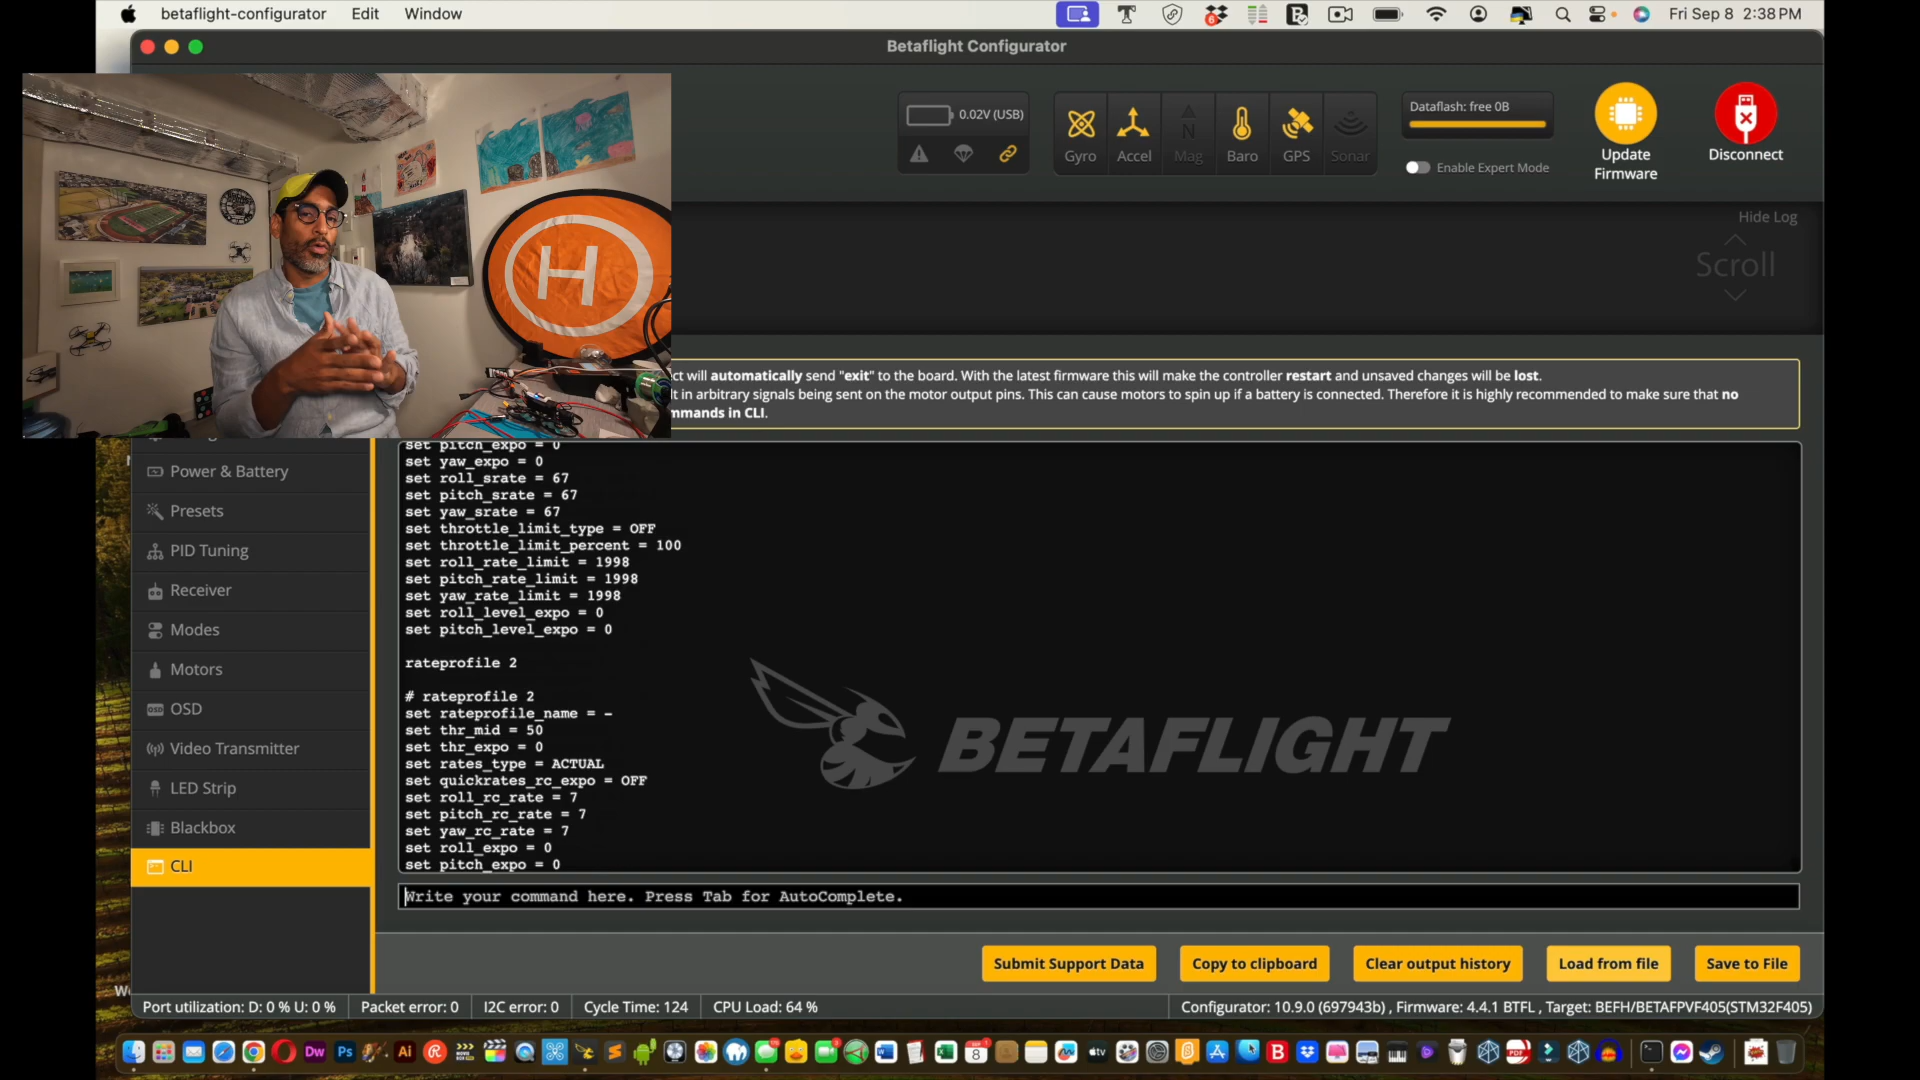 betaflight-configurator Edit Window
Fri Sep 8 2:38 PM
Betaflight Configurator
0.02V (USB)
Gyro Accel Mag Baro GPS Sonar
Dataflash: free 0B
Enable Expert Mode
Update
Firmware
Disconnect
Hide Log
Scroll
H
ct will automatically send "exit" to the board. With the latest firmware this will make the controller restart and unsaved changes will be lost.
lt in arbitrary signals being sent on the motor output pins. This can cause motors to spin up if a battery is connected. Therefore it is highly recommended to make sure that no
mmands in CLI.
Power & Battery
Presets
PID Tuning
Receiver
Modes
Motors
OSD
Video Transmitter
LED Strip
Blackbox
CLI
set pitch_expo = 0
set yaw_expo = 0
set roll_srate = 67
set pitch_srate = 67
set yaw_srate = 67
set throttle_limit_type = OFF
set throttle_limit_percent = 100
set roll_rate_limit = 1998
set pitch_rate_limit = 1998
set yaw_rate_limit = 1998
set roll_level_expo = 0
set pitch_level_expo = 0
rateprofile 2
# rateprofile 2
set rateprofile_name = -
set thr_mid = 50
set thr_expo = 0
set rates_type = ACTUAL
set quickrates_rc_expo = OFF
set roll_rc_rate = 7
set pitch_rc_rate = 7
set yaw_rc_rate = 7
set roll_expo = 0
set pitch_expo = 0
BETAFLIGHT
Write your command here. Press Tab for AutoComplete.
Submit Support Data
Copy to clipboard
Clear output history
Load from file
Save to File
Port utilization: D: 0 % U: 0 %
Packet error: 0
I2C error: 0
Cycle Time: 124
CPU Load: 64 %
Configurator: 10.9.0 (697943b) , Firmware: 4.4.1 BTFL , Target: BEFH/BETAFPVF405(STM32F405)
Dw Ps Ai